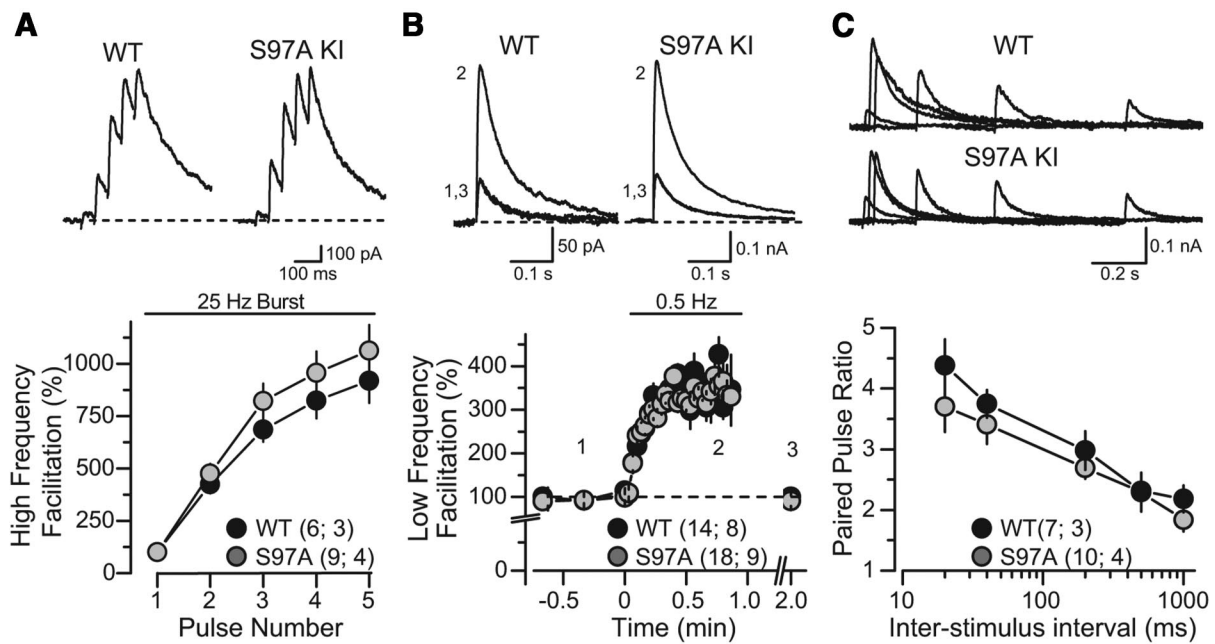 A
WT
S97A KI
100 pA
100 ms
25 Hz Burst
High Frequency
Facilitation (%)
1000
750
500
250
0
WT (6; 3)
S97A (9; 4)
1 2 3 4 5
Pulse Number
B
WT
S97A KI
2
1,3
2
1,3
50 pA
0.1 s
0.1 nA
0.1 s
0.5 Hz
Low Frequency
Facilitation (%)
400
300
200
100
0
1
2
3
WT (14; 8)
S97A (18; 9)
-0.5 0 0.5 1.0 2.0
Time (min)
C
WT
S97A KI
0.1 nA
0.2 s
Paired Pulse Ratio
5
4
3
2
1
WT(7; 3)
S97A (10; 4)
10 100 1000
Inter-stimulus interval (ms)